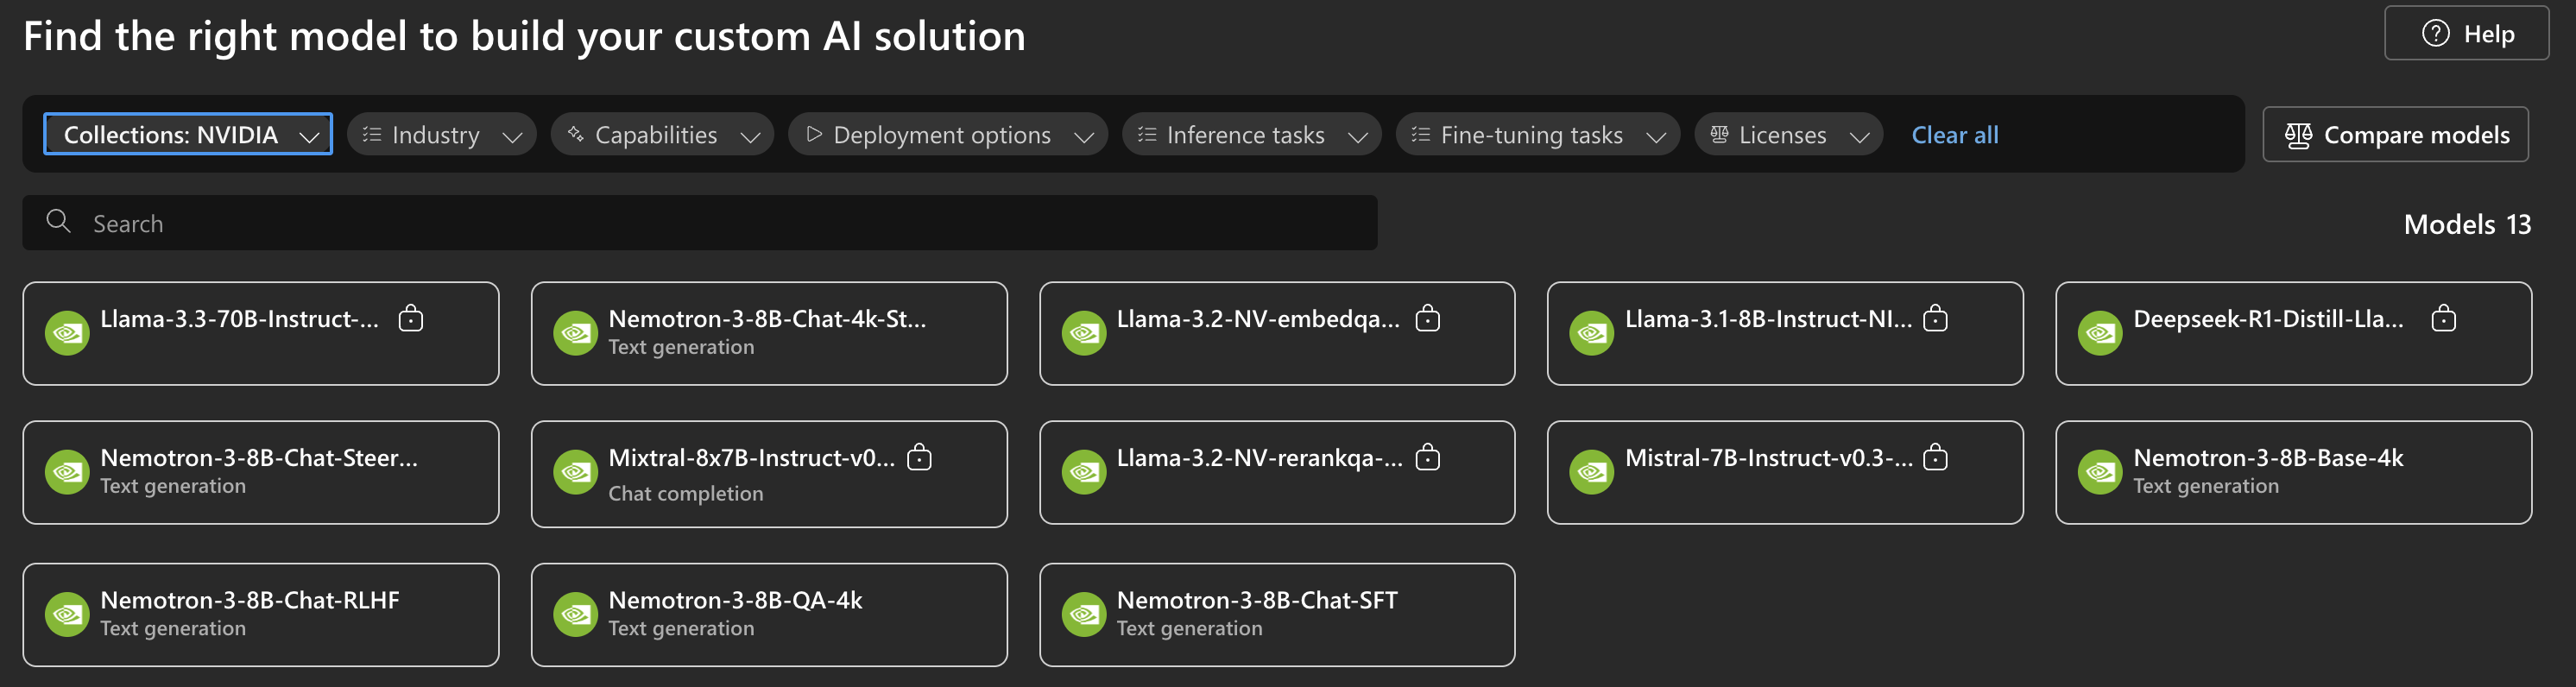 Find the right model to build your custom AI solution
Help
Collections: NVIDIA
Industry
Capabilities
Deployment options
Inference tasks
Fine-tuning tasks
Licenses
Clear all
Compare models
Search
Models 13
Llama-3.3-70B-Instruct-...
Nemotron-3-8B-Chat-4k-St...
Text generation
Llama-3.2-NV-embedqa...
Llama-3.1-8B-Instruct-NI...
Deepseek-R1-Distill-Lla...
Nemotron-3-8B-Chat-Steer...
Text generation
Mixtral-8x7B-Instruct-v0...
Chat completion
Llama-3.2-NV-rerankqa-...
Mistral-7B-Instruct-v0.3-...
Nemotron-3-8B-Base-4k
Text generation
Nemotron-3-8B-Chat-RLHF
Text generation
Nemotron-3-8B-QA-4k
Text generation
Nemotron-3-8B-Chat-SFT
Text generation